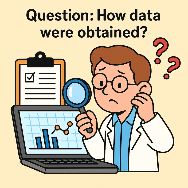 Question: How data
were obtained?
? ?